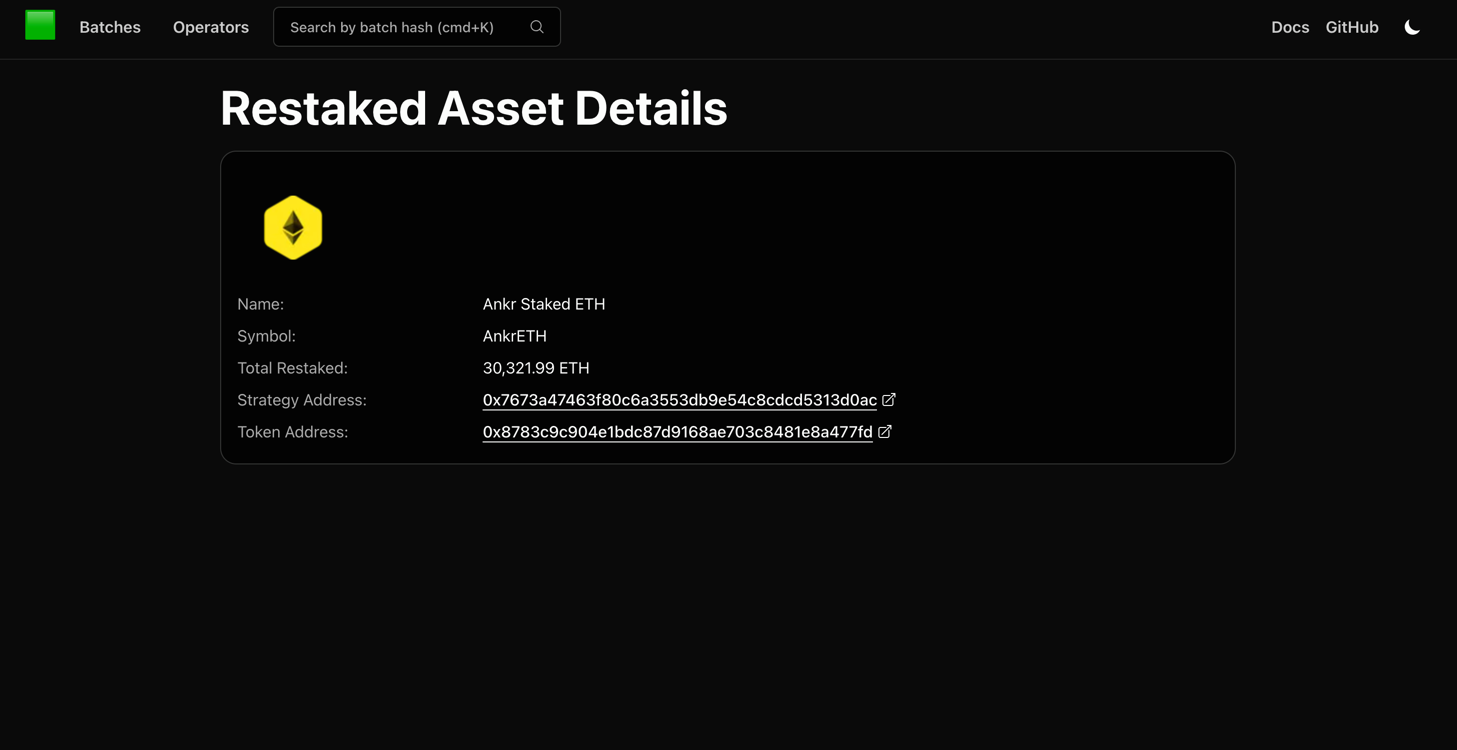 Batches Operators Search by batch hash (cmd+K) Docs GitHub
Restaked Asset Details
Name: Ankr Staked ETH
Symbol: AnkrETH
Total Restaked: 30,321.99 ETH
Strategy Address: 0x7673a47463f80c6a3553db9e54c8cdcd5313d0ac
Token Address: 0x8783c9c904e1bdc87d9168ae703c8481e8a477fd